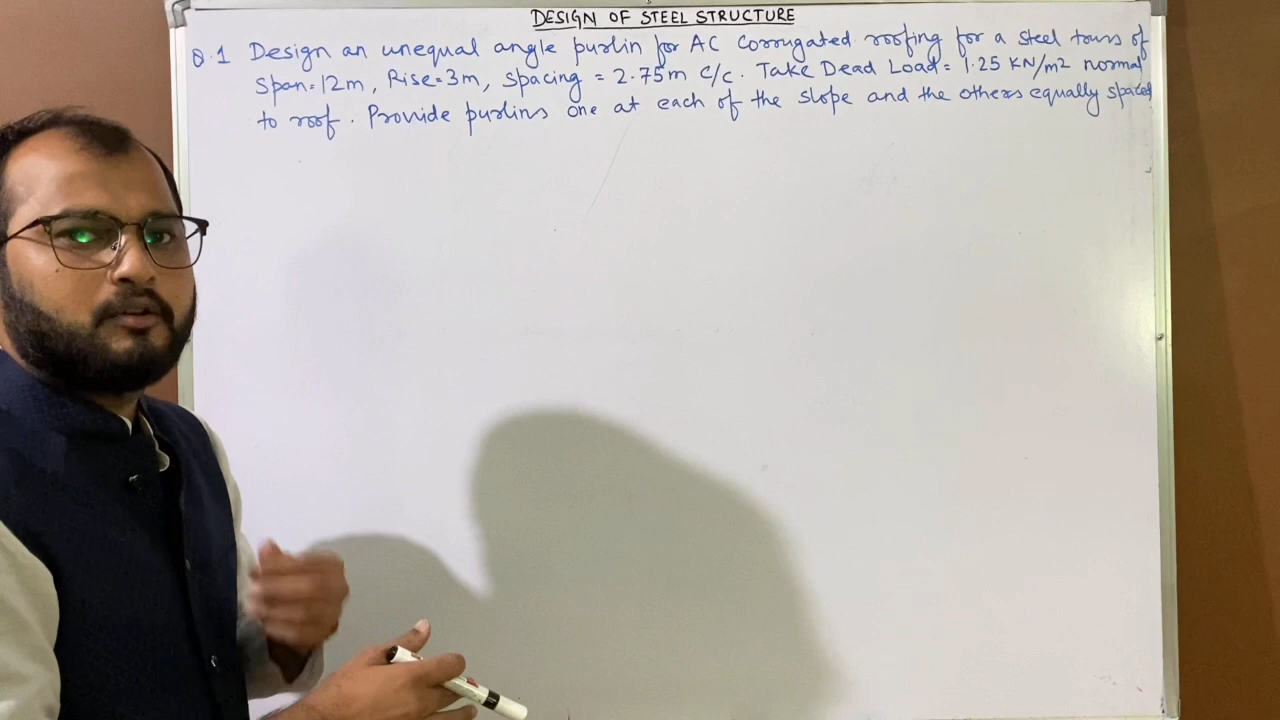 DESIGN OF STEEL STRUCTURE
Q.1 Design an unequal angle purlin for AC Corrugated roofing for a steel truss of
Span=12m, Rise=3m, Spacing = 2.75m c/c. Take Dead Load = 1.25 KN/m2 normal
to roof. Provide purlins one at each of the slope and the others equally spaced